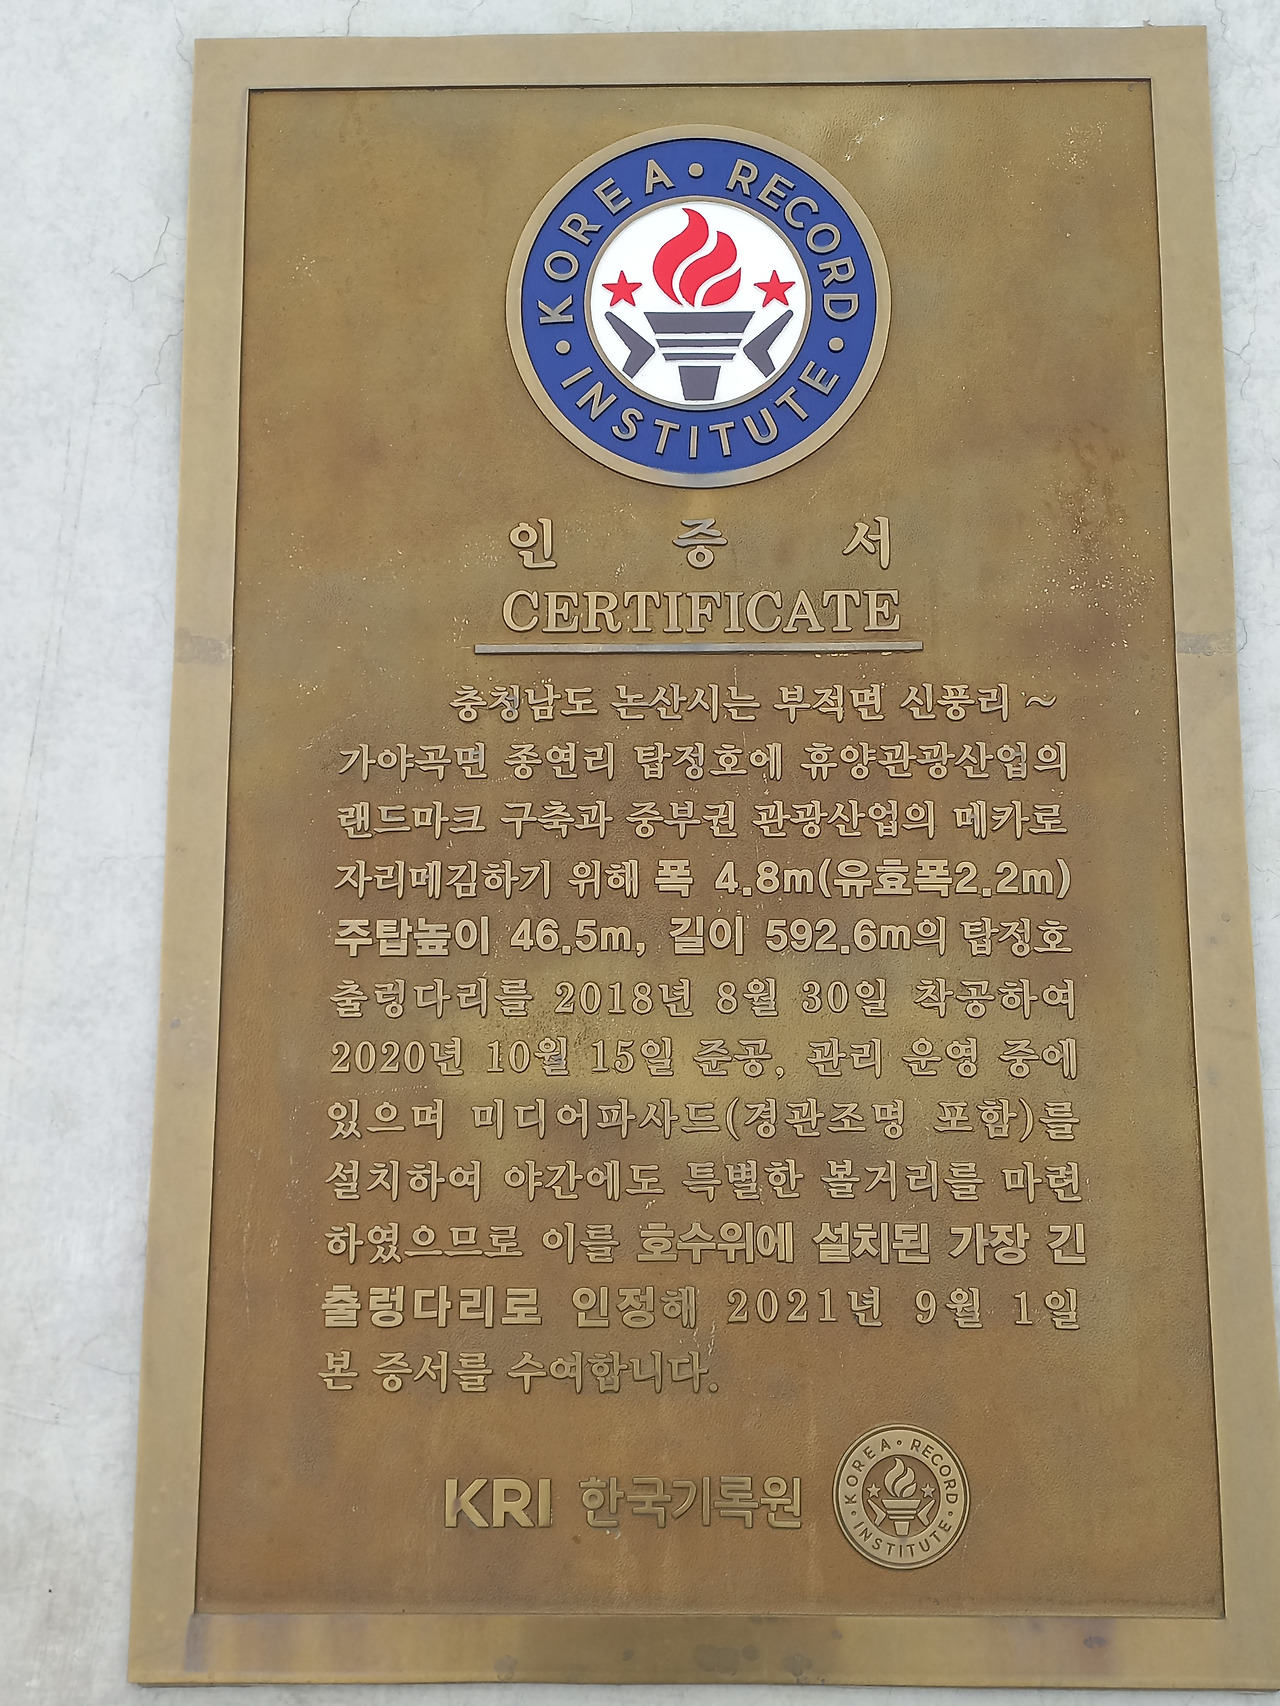 KOREA • RECORD • INSTITUTE •
인 증 서
CERTIFICATE
충청남도 논산시는 부적면 신풍리 ~
가야곡면 종연리 탑정호에 휴양관광산업의
랜드마크 구축과 중부권 관광산업의 메카로
자리메김하기 위해 폭 4.8m(유효폭2.2m)
주탑높이 46.5m, 길이 592.6m의 탑정호
출렁다리를 2018년 8월 30일 착공하여
2020년 10월 15일 준공, 관리 운영 중에
있으며 미디어파사드(경관조명 포함)를
설치하여 야간에도 특별한 볼거리를 마련
하였으므로 이를 호수위에 설치된 가장 긴
출렁다리로 인정해 2021년 9월 1일
본 증서를 수여합니다.
KRI 한국기록원
KOREA • RECORD • INSTITUTE •